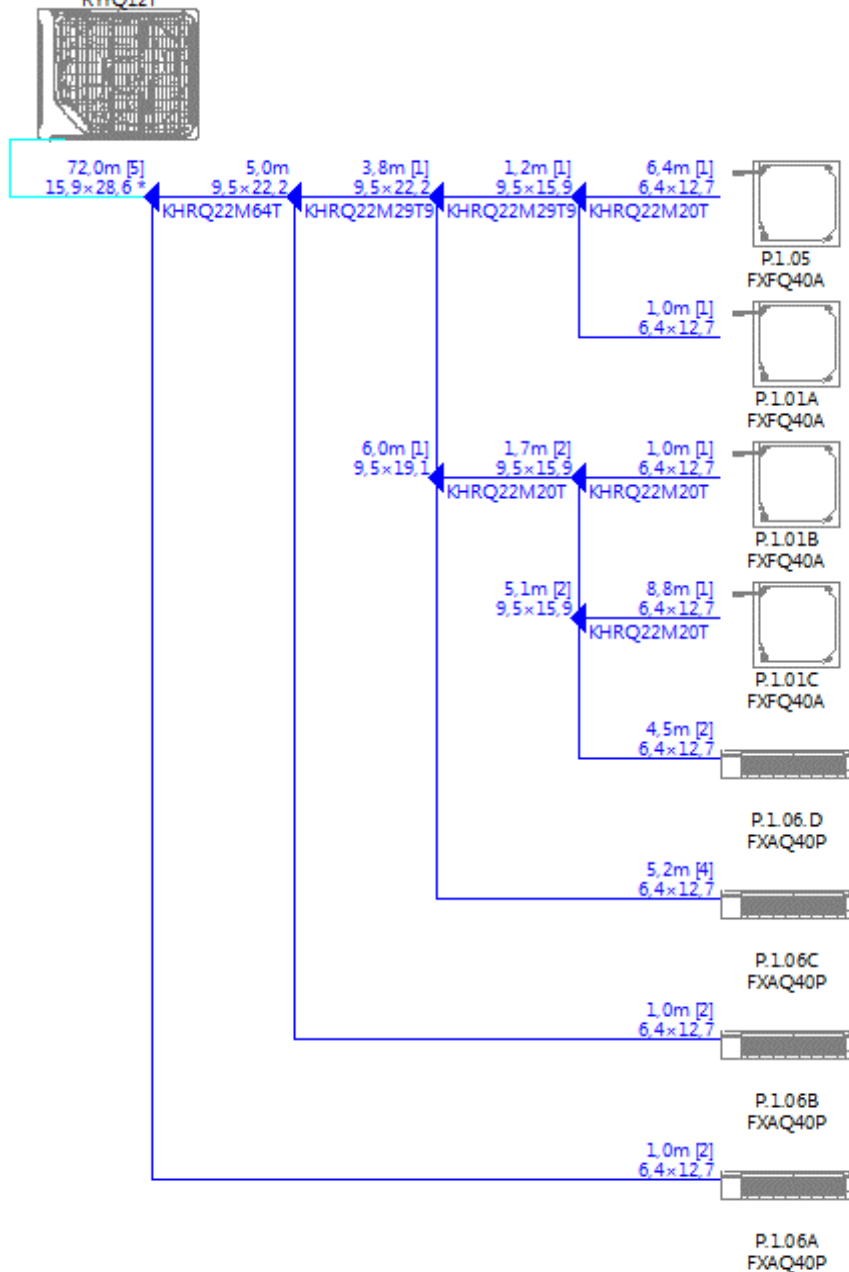 72,0m [5]
15,9×28,6 *
5,0m
9,5×22,2
3,8m [1]
9,5×22,2
1,2m [1]
9,5×15,9
6,4m [1]
6,4×12,7
KHRQ22M64T
KHRQ22M29T9
KHRQ22M29T9
KHRQ22M20T
P.1.05
FXFQ40A
1,0m [1]
6,4×12,7
P.1.01A
FXFQ40A
6,0m [1]
9,5×19,1
1,7m [2]
9,5×15,9
1,0m [1]
6,4×12,7
KHRQ22M20T
KHRQ22M20T
P.1.01B
FXFQ40A
5,1m [2]
9,5×15,9
8,8m [1]
6,4×12,7
KHRQ22M20T
P.1.01C
FXFQ40A
4,5m [2]
6,4×12,7
P.1.06.D
FXAQ40P
5,2m [4]
6,4×12,7
P.1.06C
FXAQ40P
1,0m [2]
6,4×12,7
P.1.06B
FXAQ40P
1,0m [2]
6,4×12,7
P.1.06A
FXAQ40P